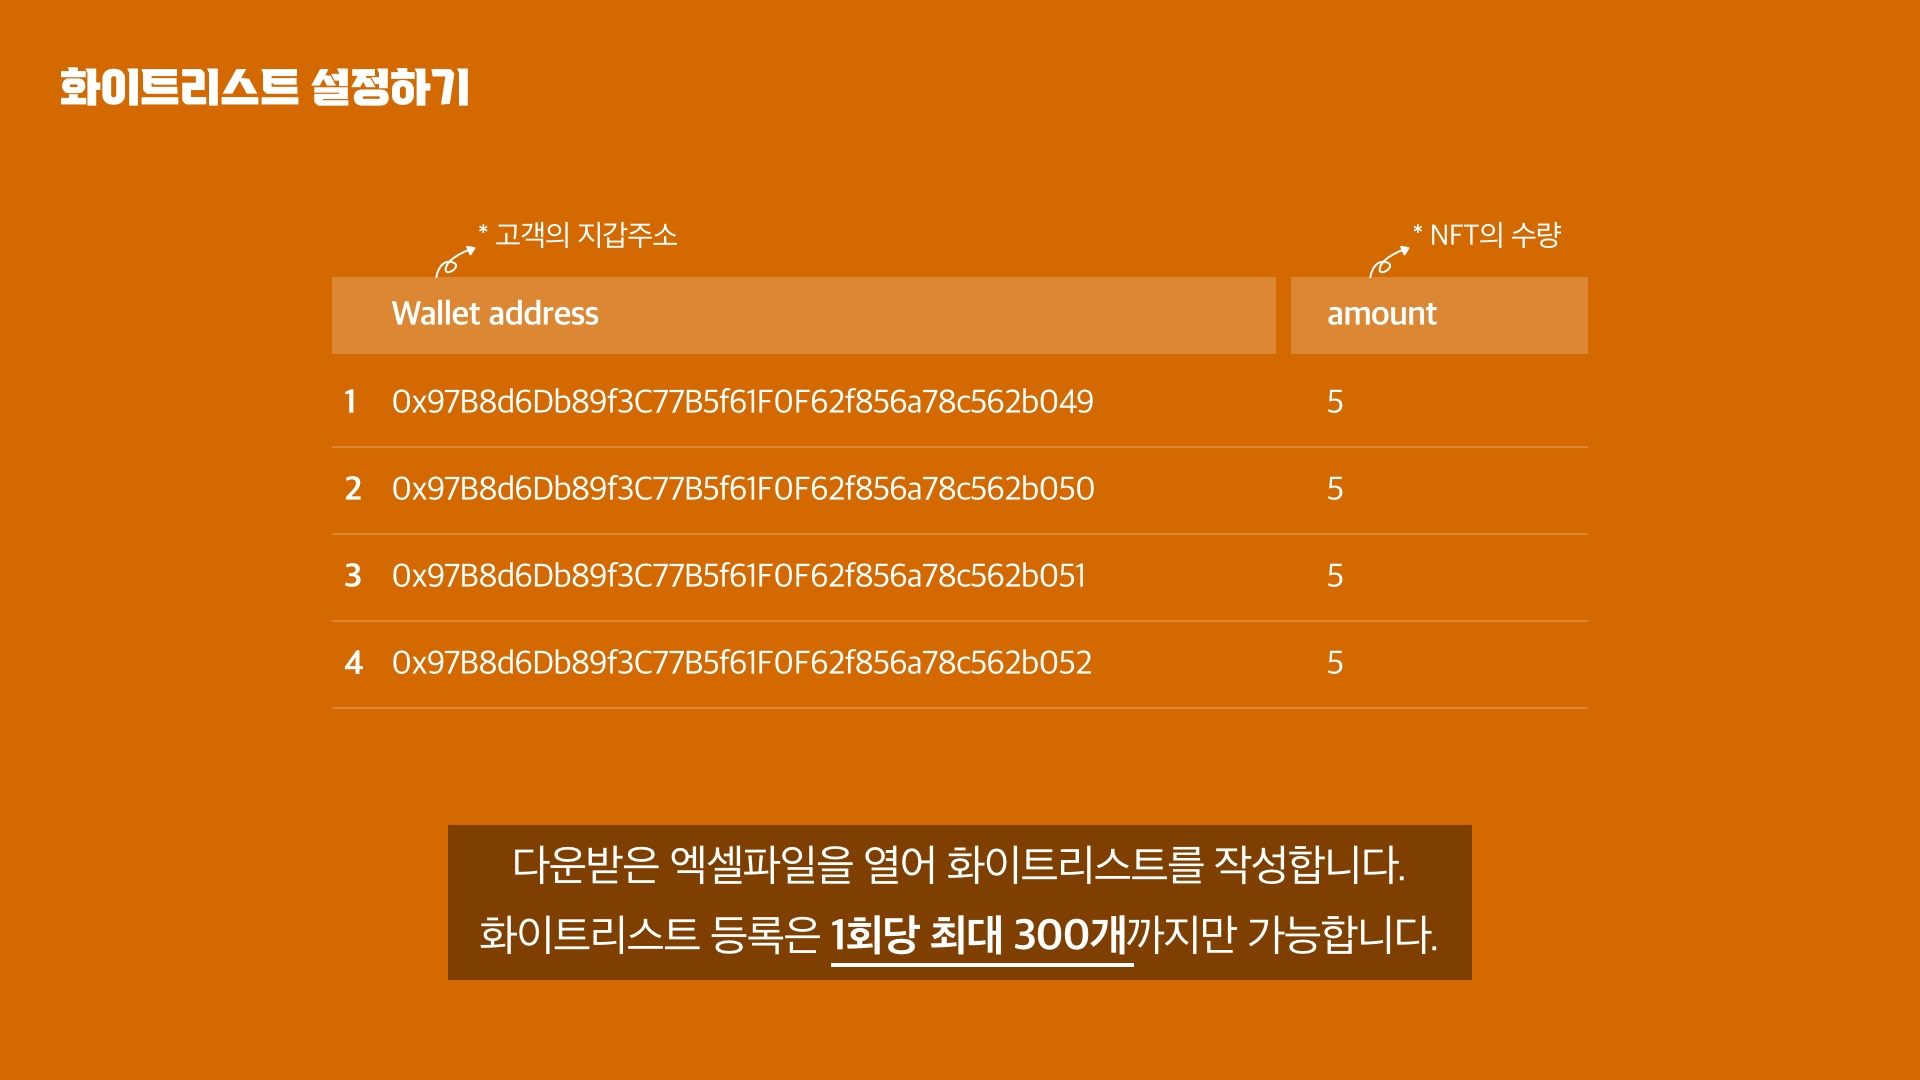 화이트리스트 설정하기
* 고객의 지갑주소
* NFT의 수량
Wallet address amount
1 0x97B8d6Db89f3C77B5f61F0F62f856a78c562b049 5
2 0x97B8d6Db89f3C77B5f61F0F62f856a78c562b050 5
3 0x97B8d6Db89f3C77B5f61F0F62f856a78c562b051 5
4 0x97B8d6Db89f3C77B5f61F0F62f856a78c562b052 5
다운받은 엑셀파일을 열어 화이트리스트를 작성합니다.
화이트리스트 등록은 1회당 최대 300개까지만 가능합니다.